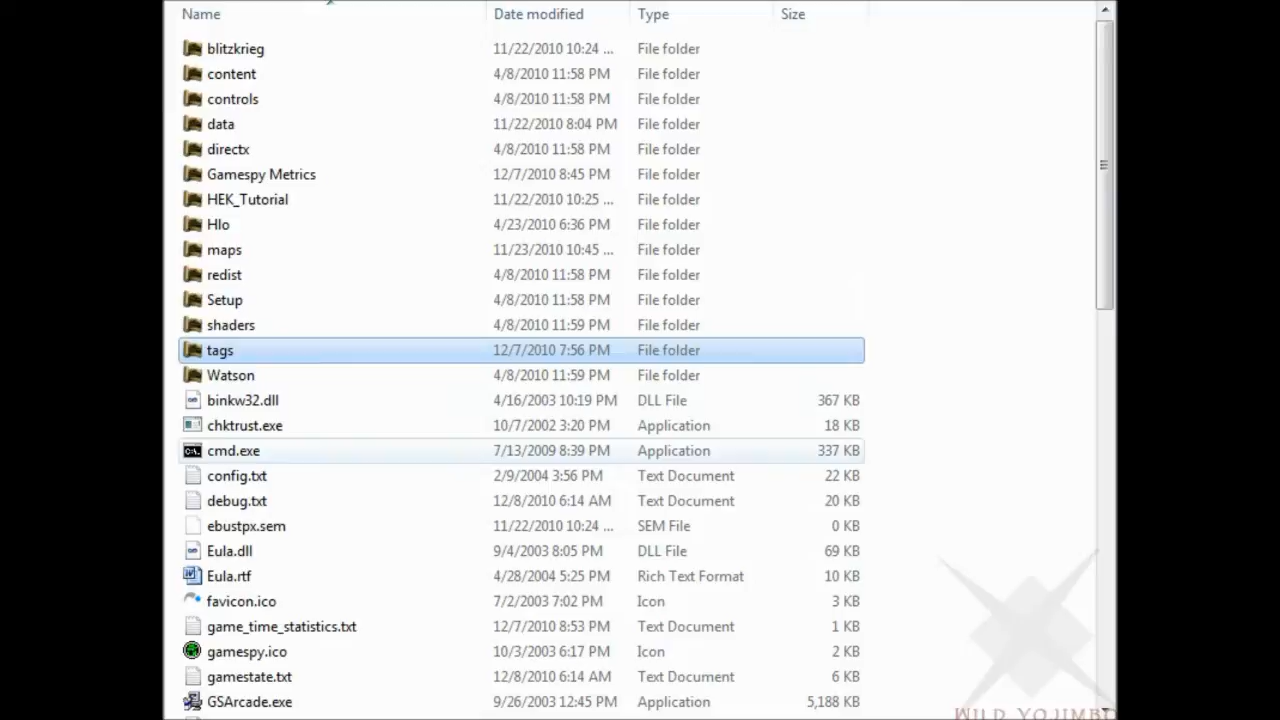 Name Date modified Type Size
blitzkrieg 11/22/2010 10:24 ... File folder
content 4/8/2010 11:58 PM File folder
controls 4/8/2010 11:58 PM File folder
data 11/22/2010 8:04 PM File folder
directx 4/8/2010 11:58 PM File folder
Gamespy Metrics 12/7/2010 8:45 PM File folder
HEK_Tutorial 11/22/2010 10:25 ... File folder
Hlo 4/23/2010 6:36 PM File folder
maps 11/23/2010 10:45 ... File folder
redist 4/8/2010 11:58 PM File folder
Setup 4/8/2010 11:58 PM File folder
shaders 4/8/2010 11:59 PM File folder
tags 12/7/2010 7:56 PM File folder
Watson 4/8/2010 11:59 PM File folder
binkw32.dll 4/16/2003 10:19 PM DLL File 367 KB
chktrust.exe 10/7/2002 3:20 PM Application 18 KB
cmd.exe 7/13/2009 8:39 PM Application 337 KB
config.txt 2/9/2004 3:56 PM Text Document 22 KB
debug.txt 12/8/2010 6:14 AM Text Document 20 KB
ebustpx.sem 11/22/2010 10:24 ... SEM File 0 KB
Eula.dll 9/4/2003 8:05 PM DLL File 69 KB
Eula.rtf 4/28/2004 5:25 PM Rich Text Format 10 KB
favicon.ico 7/2/2003 7:02 PM Icon 3 KB
game_time_statistics.txt 12/7/2010 8:53 PM Text Document 1 KB
gamespy.ico 10/3/2003 6:17 PM Icon 2 KB
gamestate.txt 12/8/2010 6:14 AM Text Document 6 KB
GSArcade.exe 9/26/2003 12:45 PM Application 5,188 KB
WILD YOJIMBO